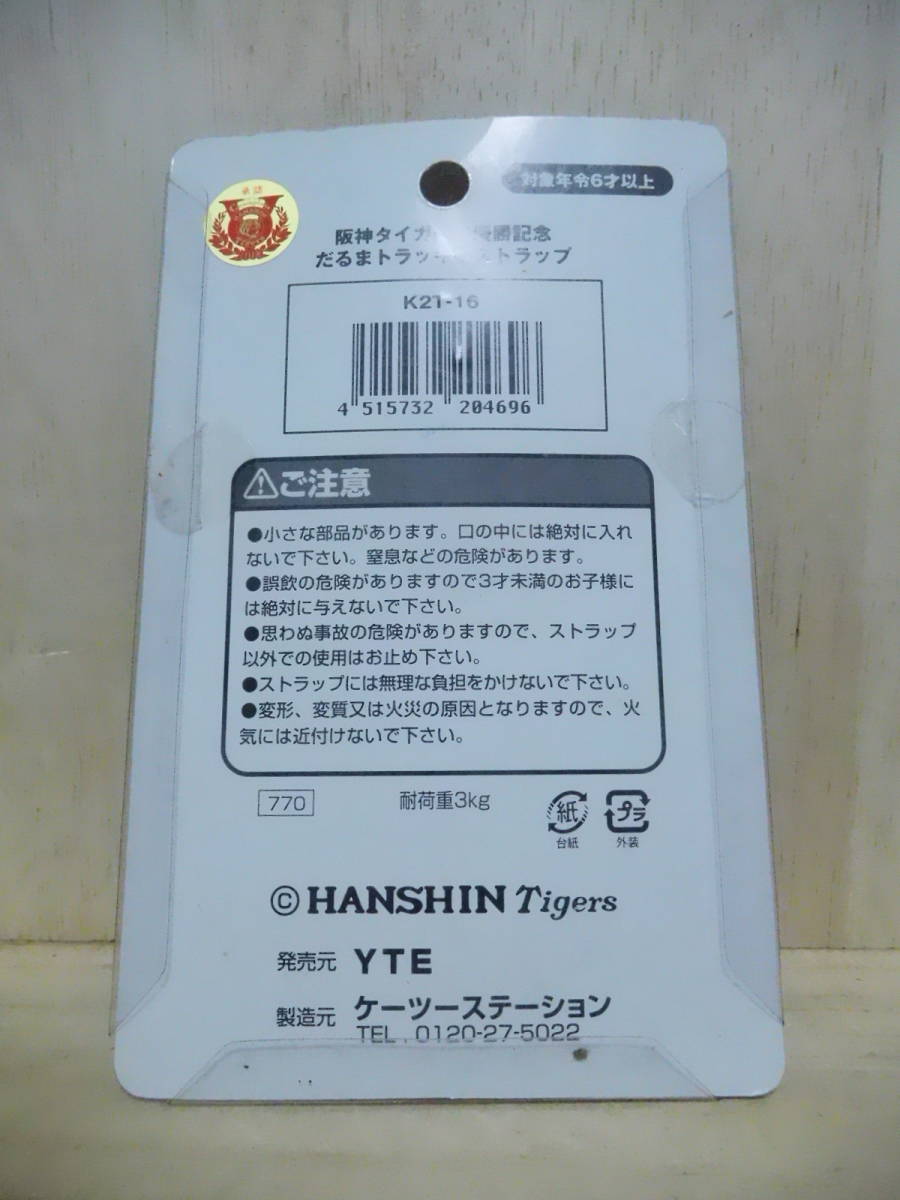 対象年令6才以上
承認
阪神タイガ 優勝記念
だるまトラッキーストラップ
K21-16
4 515732 204696
ご注意
●小さな部品があります。口の中には絶対に入れ
ないで下さい。窒息などの危険があります。
●誤飲の危険がありますので3才未満のお子様に
は絶対に与えないで下さい。
●思わぬ事故の危険がありますので、ストラップ
以外での使用はお止め下さい。
●ストラップには無理な負担をかけないで下さい。
●変形、変質又は火災の原因となりますので、火
気には近付けないで下さい。
770
耐荷重3kg
紙
台紙
プラ
外装
© HANSHIN Tigers
発売元 YTE
製造元 ケーツーステーション
TEL.0120-27-5022